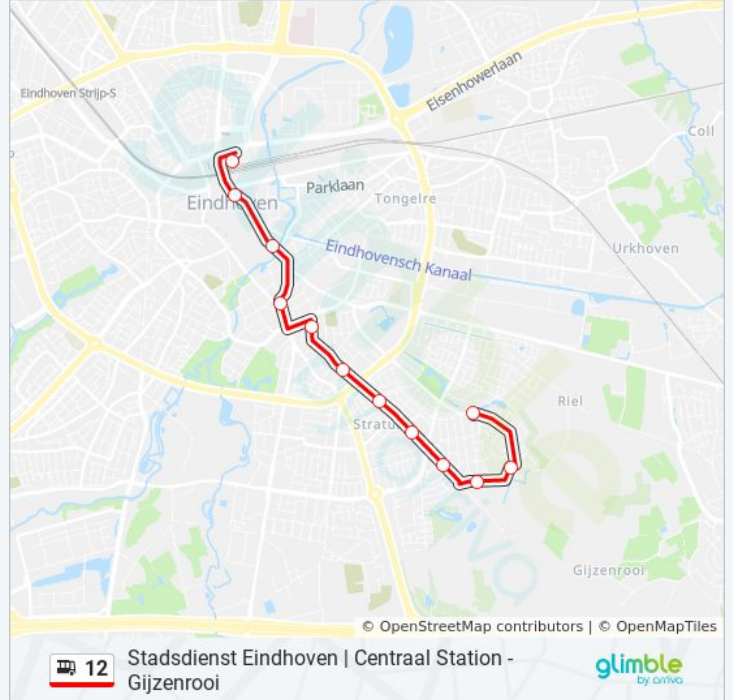 Eisenhowerlaan
Eindhoven Strijp-S
Coll
Parklaan
Tongelre
Eindhoven
Eindhovensch Kanaal
Urkhoven
Riel
Stratu
Gijzenrooi
© OpenStreetMap contributors | © OpenMapTiles
12
Stadsdienst Eindhoven | Centraal Station -
Gijzenrooi
glimble
by arriva